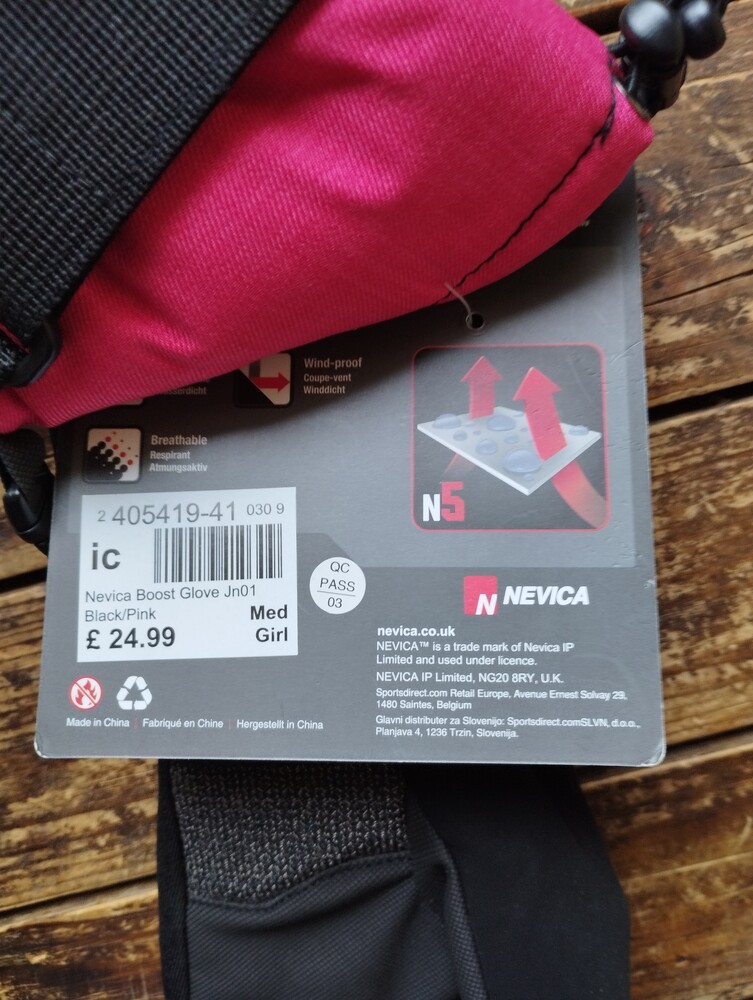 Wind-proof
Coupe-vent
Winddicht
Breathable
Respirant
Atmungsaktiv
N5
2 405419-41 030 9
ic
Nevica Boost Glove Jn01
Black/Pink Med
£ 24.99 Girl
QC
PASS
03
N NEVICA
nevica.co.uk
NEVICA™ is a trade mark of Nevica IP
Limited and used under licence.
NEVICA IP Limited, NG20 8RY, U.K.
Sportsdirect.com Retail Europe, Avenue Ernest Solvay 29,
1480 Saintes, Belgium
Glavni distributer za Slovenijo: Sportsdirect.comSLVN, d.o.o.,
Planjava 4, 1236 Trzin, Slovenija.
Made in China | Fabriqué en Chine | Hergestellt in China